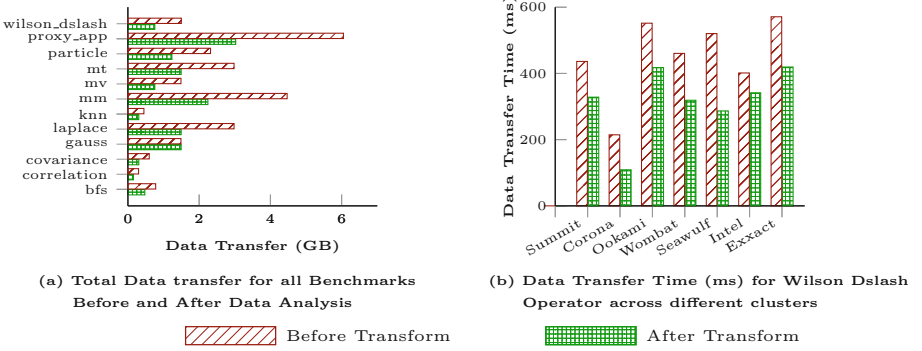 wilson_dslash
proxy_app
particle
mt
mv
mm
knn
laplace
gauss
covariance
correlation
bfs
0 2 4 6
Data Transfer (GB)
(a) Total Data transfer for all Benchmarks
Before and After Data Analysis
Data Transfer Time (ms)
600
400
200
0
Summit
Corona
Ookami
Wombat
Seawulf
Intel
Exxact
(b) Data Transfer Time (ms) for Wilson Dslash
Operator across different clusters
Before Transform After Transform